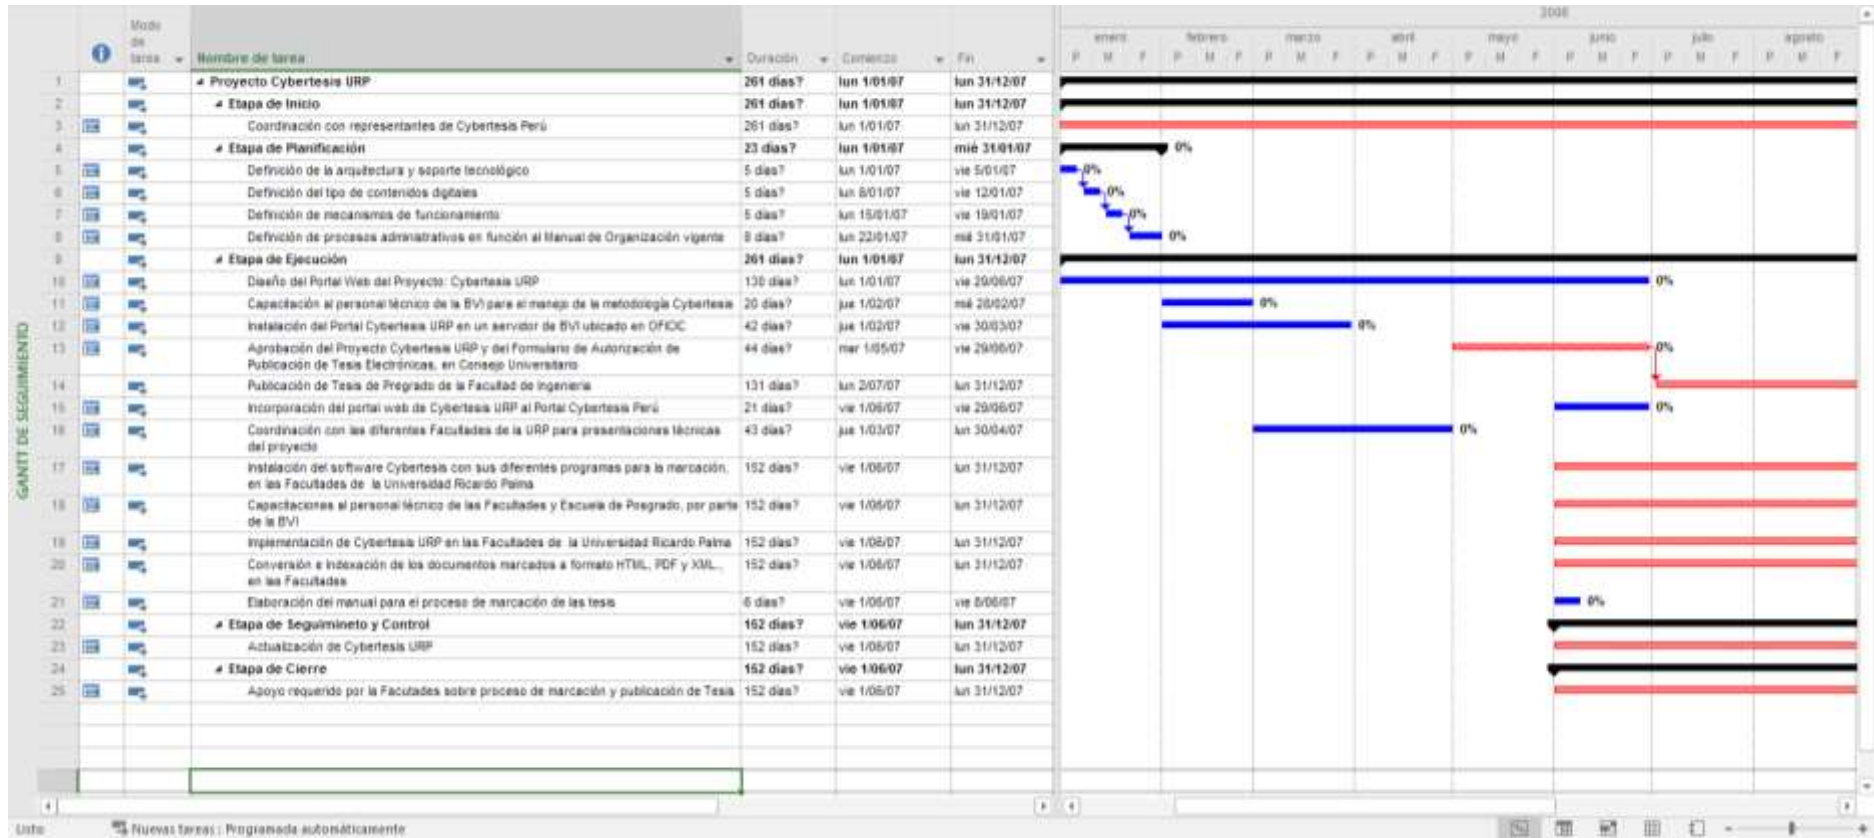 2008
Modo
de
tarea Nombre de tarea Duración Comienzo Fin
enero febrero marzo abril mayo junio julio agosto
P M F P M F P M F P M F P M F P M F P M F P M F
1 Proyecto Cybertesis URP 261 días? lun 1/01/07 lun 31/12/07
2 Etapa de Inicio 261 días? lun 1/01/07 lun 31/12/07
3 Coordinación con representantes de Cybertesis Perú 261 días? lun 1/01/07 lun 31/12/07
4 Etapa de Planificación 23 días? lun 1/01/07 mié 31/01/07 0%
5 Definición de la arquitectura y soporte tecnológico 5 días? lun 1/01/07 vie 5/01/07 0%
6 Definición del tipo de contenidos digitales 5 días? lun 8/01/07 vie 12/01/07 0%
7 Definición de mecanismos de funcionamiento 5 días? lun 15/01/07 vie 19/01/07 0%
8 Definición de procesos administrativos en función al Manual de Organización vigente 8 días? lun 22/01/07 mié 31/01/07 0%
9 Etapa de Ejecución 261 días? lun 1/01/07 lun 31/12/07
10 Diseño del Portal Web del Proyecto: Cybertesis URP 130 días? lun 1/01/07 vie 29/06/07 0%
11 Capacitación al personal técnico de la BVI para el manejo de la metodología Cybertesis 20 días? jue 1/02/07 mié 28/02/07 0%
12 Instalación del Portal Cybertesis URP en un servidor de BVI ubicado en OFICIC 42 días? jue 1/02/07 vie 30/03/07 0%
13 Aprobación del Proyecto Cybertesis URP y del Formulario de Autorización de 44 días? mar 1/05/07 vie 29/06/07 0%
Publicación de Tesis Electrónicas, en Consejo Universitario
14 Publicación de Tesis de Pregrado de la Facultad de Ingeniería 131 días? lun 2/07/07 lun 31/12/07
15 Incorporación del portal web de Cybertesis URP al Portal Cybertesis Perú 21 días? vie 1/06/07 vie 29/06/07 0%
16 Coordinación con las diferentes Facultades de la URP para presentaciones técnicas 43 días? jue 1/03/07 lun 30/04/07 0%
del proyecto
17 Instalación del software Cybertesis con sus diferentes programas para la marcación, 152 días? vie 1/06/07 lun 31/12/07
en las Facultades de la Universidad Ricardo Palma
18 Capacitaciones al personal técnico de las Facultades y Escuela de Posgrado, por parte 152 días? vie 1/06/07 lun 31/12/07
de la BVI
19 Implementación de Cybertesis URP en las Facultades de la Universidad Ricardo Palma 152 días? vie 1/06/07 lun 31/12/07
20 Conversión e Indexación de los documentos marcados a formato HTML, PDF y XML., 152 días? vie 1/06/07 lun 31/12/07
en las Facultades
21 Elaboración del manual para el proceso de marcación de las tesis 6 días? vie 1/06/07 vie 8/06/07 0%
22 Etapa de Seguimineto y Control 152 días? vie 1/06/07 lun 31/12/07
23 Actualización de Cybertesis URP 152 días? vie 1/06/07 lun 31/12/07
24 Etapa de Cierre 152 días? vie 1/06/07 lun 31/12/07
25 Apoyo requerido por la Facutades sobre proceso de marcación y publicación de Tesis 152 días? vie 1/06/07 lun 31/12/07
GANTT DE SEGUIMIENTO
Listo Nuevas tareas : Programada automáticamente